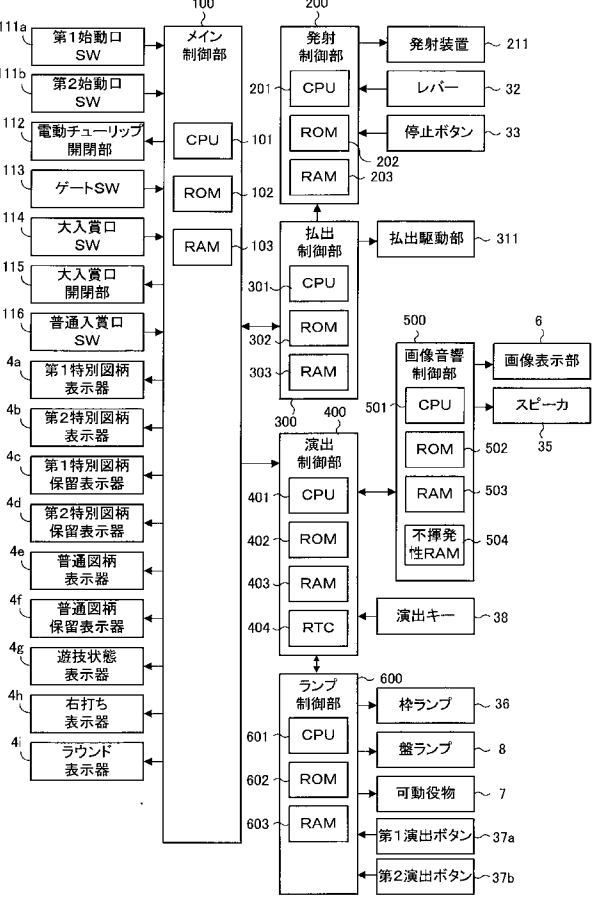 100
メイン
制御部
CPU
101
ROM
102
RAM
103
111a
第1始動口
SW
111b
第2始動口
SW
112
電動チューリップ
開閉部
113
ゲートSW
114
大入賞口
SW
115
大入賞口
開閉部
116
普通入賞口
SW
4a
第1特別図柄
表示器
4b
第2特別図柄
表示器
4c
第1特別図柄
保留表示器
4d
第2特別図柄
保留表示器
4e
普通図柄
表示器
4f
普通図柄
保留表示器
4g
遊技状態
表示器
4h
右打ち
表示器
4i
ラウンド
表示器
200
発射
制御部
201
CPU
ROM
202
RAM
203
発射装置
211
レバー
32
停止ボタン
33
払出
制御部
301
CPU
302
ROM
303
RAM
300
払出駆動部
311
400
演出
制御部
401
CPU
402
ROM
403
RAM
404
RTC
500
画像音響
制御部
501
CPU
ROM
502
RAM
503
不揮発
性RAM
504
6
画像表示部
スピーカ
35
演出キー
38
600
ランプ
制御部
601
CPU
602
ROM
603
RAM
枠ランプ
36
盤ランプ
8
可動役物
7
第1演出ボタン
37a
第2演出ボタン
37b